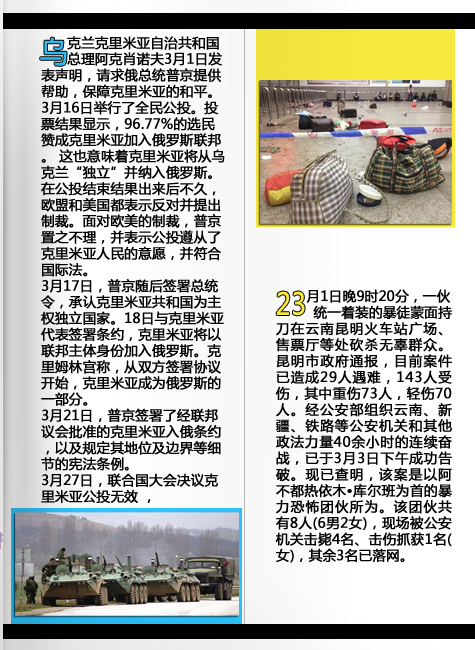 乌克兰克里米亚自治共和国
总理阿克肖诺夫3月1日发
表声明，请求俄总统普京提供
帮助，保障克里米亚的和平。
3月16日举行了全民公投。投
票结果显示，96.77%的选民
赞成克里米亚加入俄罗斯联邦
。 这也意味着克里米亚将从乌
克兰“独立”并纳入俄罗斯。
在公投结束结果出来后不久，
欧盟和美国都表示反对并提出
制裁。面对欧美的制裁，普京
置之不理，并表示公投遵从了
克里米亚人民的意愿，并符合
国际法。
3月17日，普京随后签署总统
令，承认克里米亚共和国为主
权独立国家。18日与克里米亚
代表签署条约，克里米亚将以
联邦主体身份加入俄罗斯。克
里姆林宫称，从双方签署协议
开始，克里米亚成为俄罗斯的
一部分。
3月21日，普京签署了经联邦
议会批准的克里米亚入俄条约
，以及规定其地位及边界等细
节的宪法条例。
3月27日，联合国大会决议克
里米亚公投无效 ，
POLIC
23月1日晚9时20分，一伙
统一着装的暴徒蒙面持
刀在云南昆明火车站广场、
售票厅等处砍杀无辜群众。
昆明市政府通报，目前案件
已造成29人遇难，143人受
伤，其中重伤73人，轻伤70
人。经公安部组织云南、新
疆、铁路等公安机关和其他
政法力量40余小时的连续奋
战，已于3月3日下午成功告
破。现已查明，该案是以阿
不都热依木•库尔班为首的暴
力恐怖团伙所为。该团伙共
有8人(6男2女)，现场被公安
机关击毙4名、击伤抓获1名(
女)，其余3名已落网。